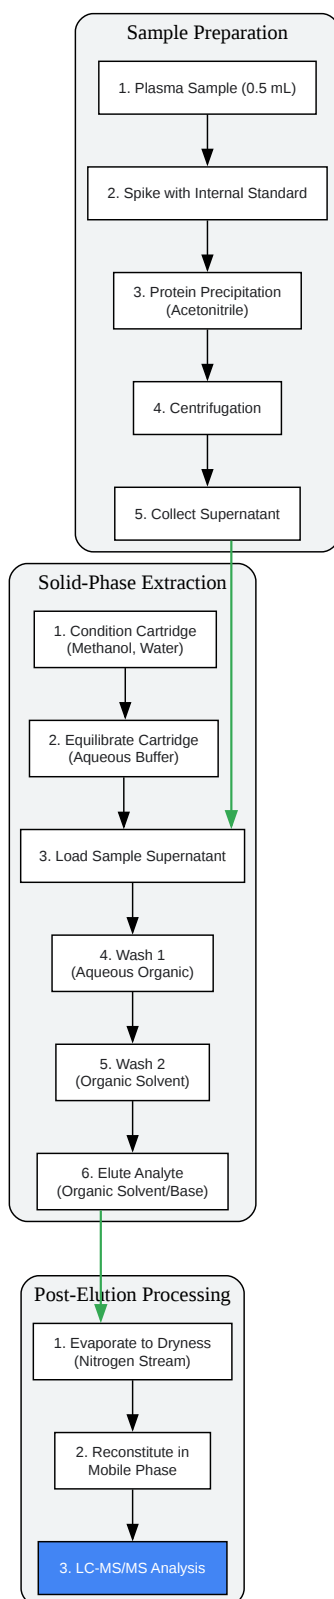 Sample Preparation
1. Plasma Sample (0.5 mL)
2. Spike with Internal Standard
3. Protein Precipitation
(Acetonitrile)
4. Centrifugation
5. Collect Supernatant
Solid-Phase Extraction
1. Condition Cartridge
(Methanol, Water)
2. Equilibrate Cartridge
(Aqueous Buffer)
3. Load Sample Supernatant
4. Wash 1
(Aqueous Organic)
5. Wash 2
(Organic Solvent)
6. Elute Analyte
(Organic Solvent/Base)
Post-Elution Processing
1. Evaporate to Dryness
(Nitrogen Stream)
2. Reconstitute in
Mobile Phase
3. LC-MS/MS Analysis